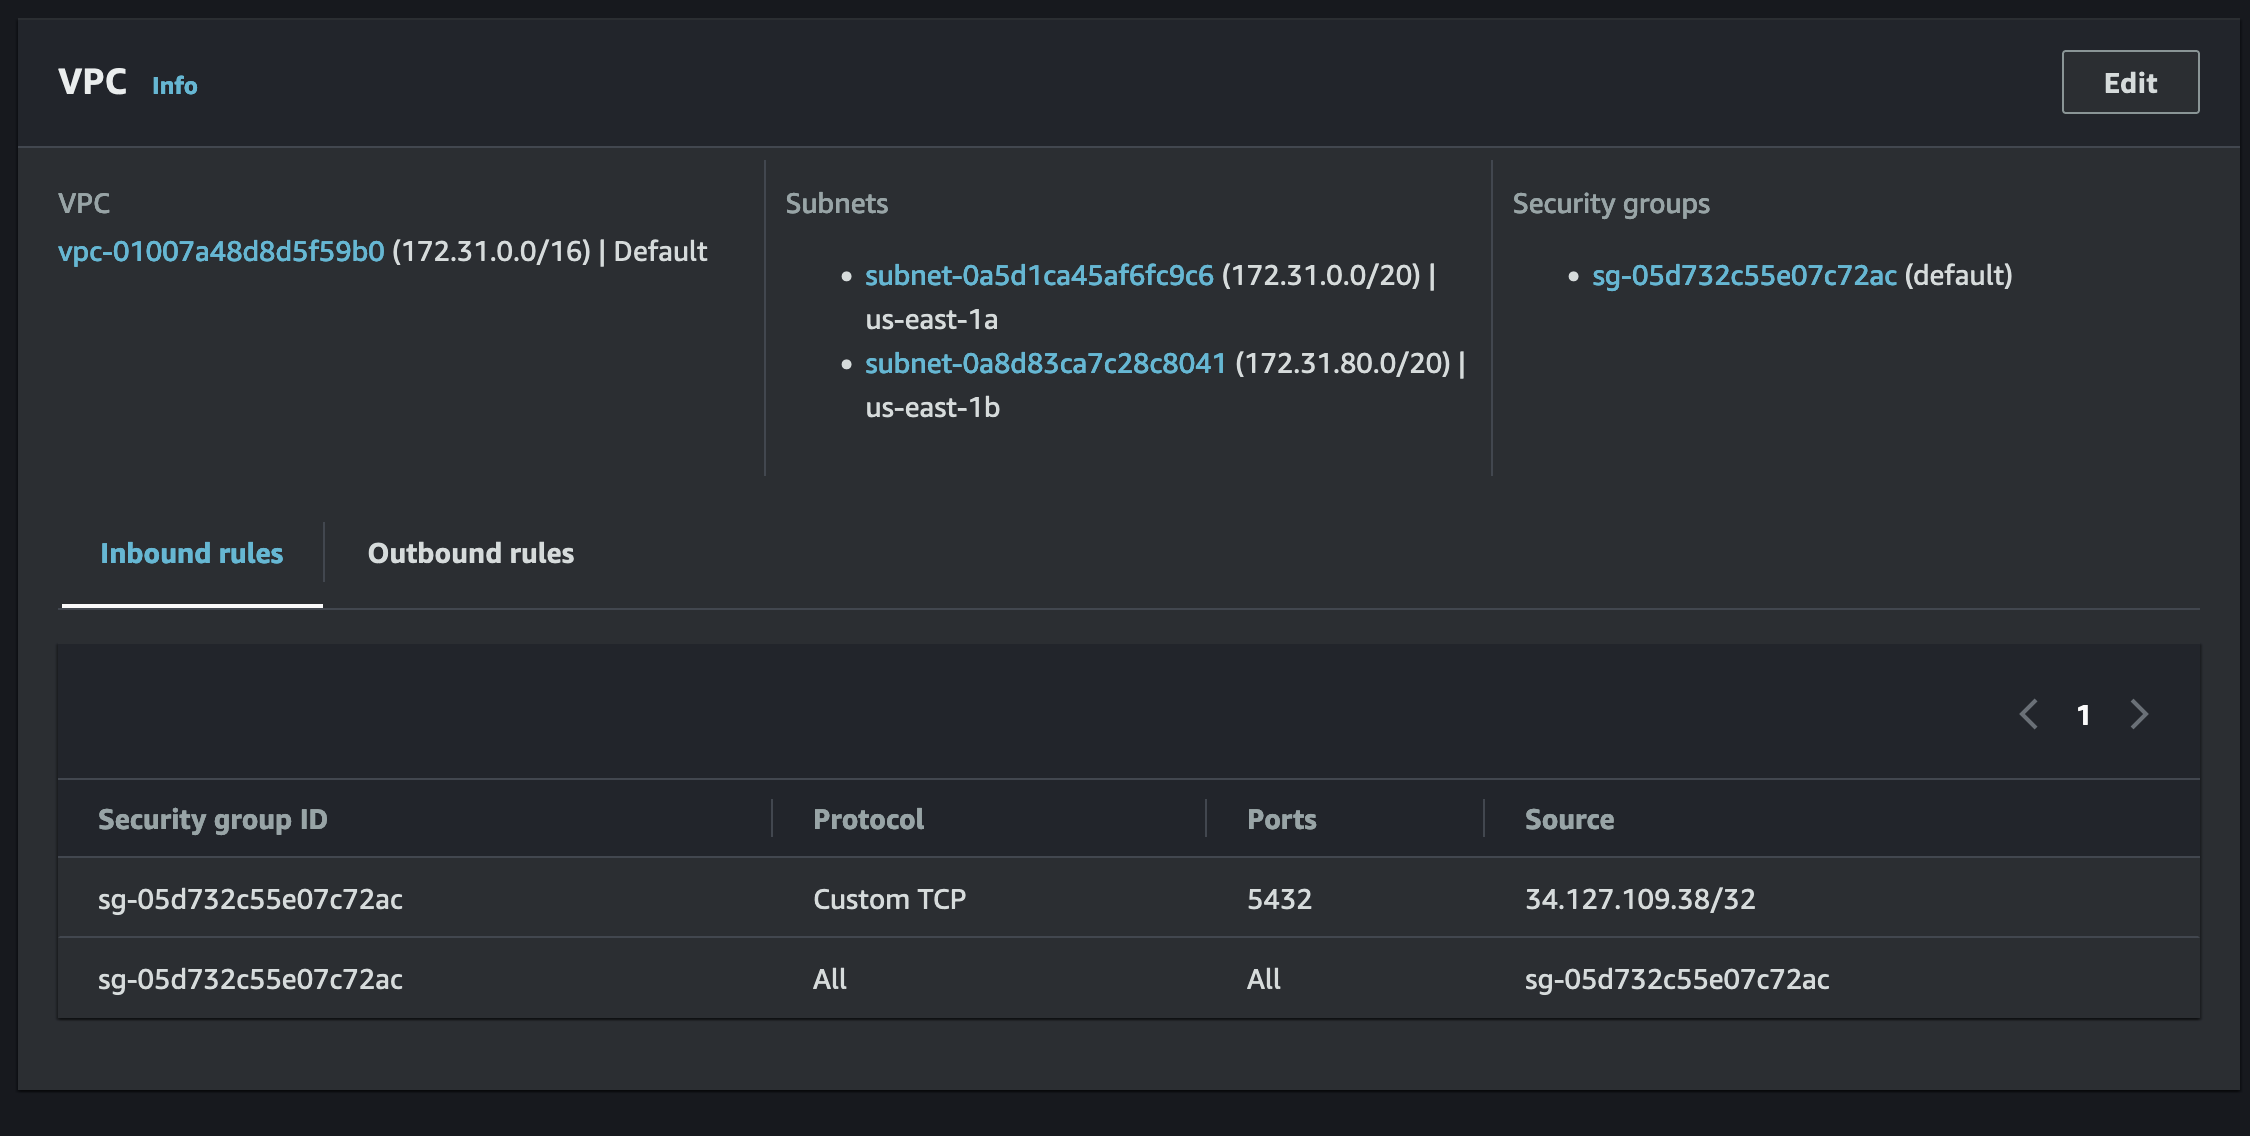 VPC Info
Edit
VPC
vpc-01007a48d8d5f59b0 (172.31.0.0/16) | Default
Subnets
subnet-0a5d1ca45af6fc9c6 (172.31.0.0/20) |
us-east-1a
subnet-0a8d83ca7c28c8041 (172.31.80.0/20) |
us-east-1b
Security groups
sg-05d732c55e07c72ac (default)
Inbound rules
Outbound rules
1
Security group ID Protocol Ports Source
sg-05d732c55e07c72ac Custom TCP 5432 34.127.109.38/32
sg-05d732c55e07c72ac All All sg-05d732c55e07c72ac